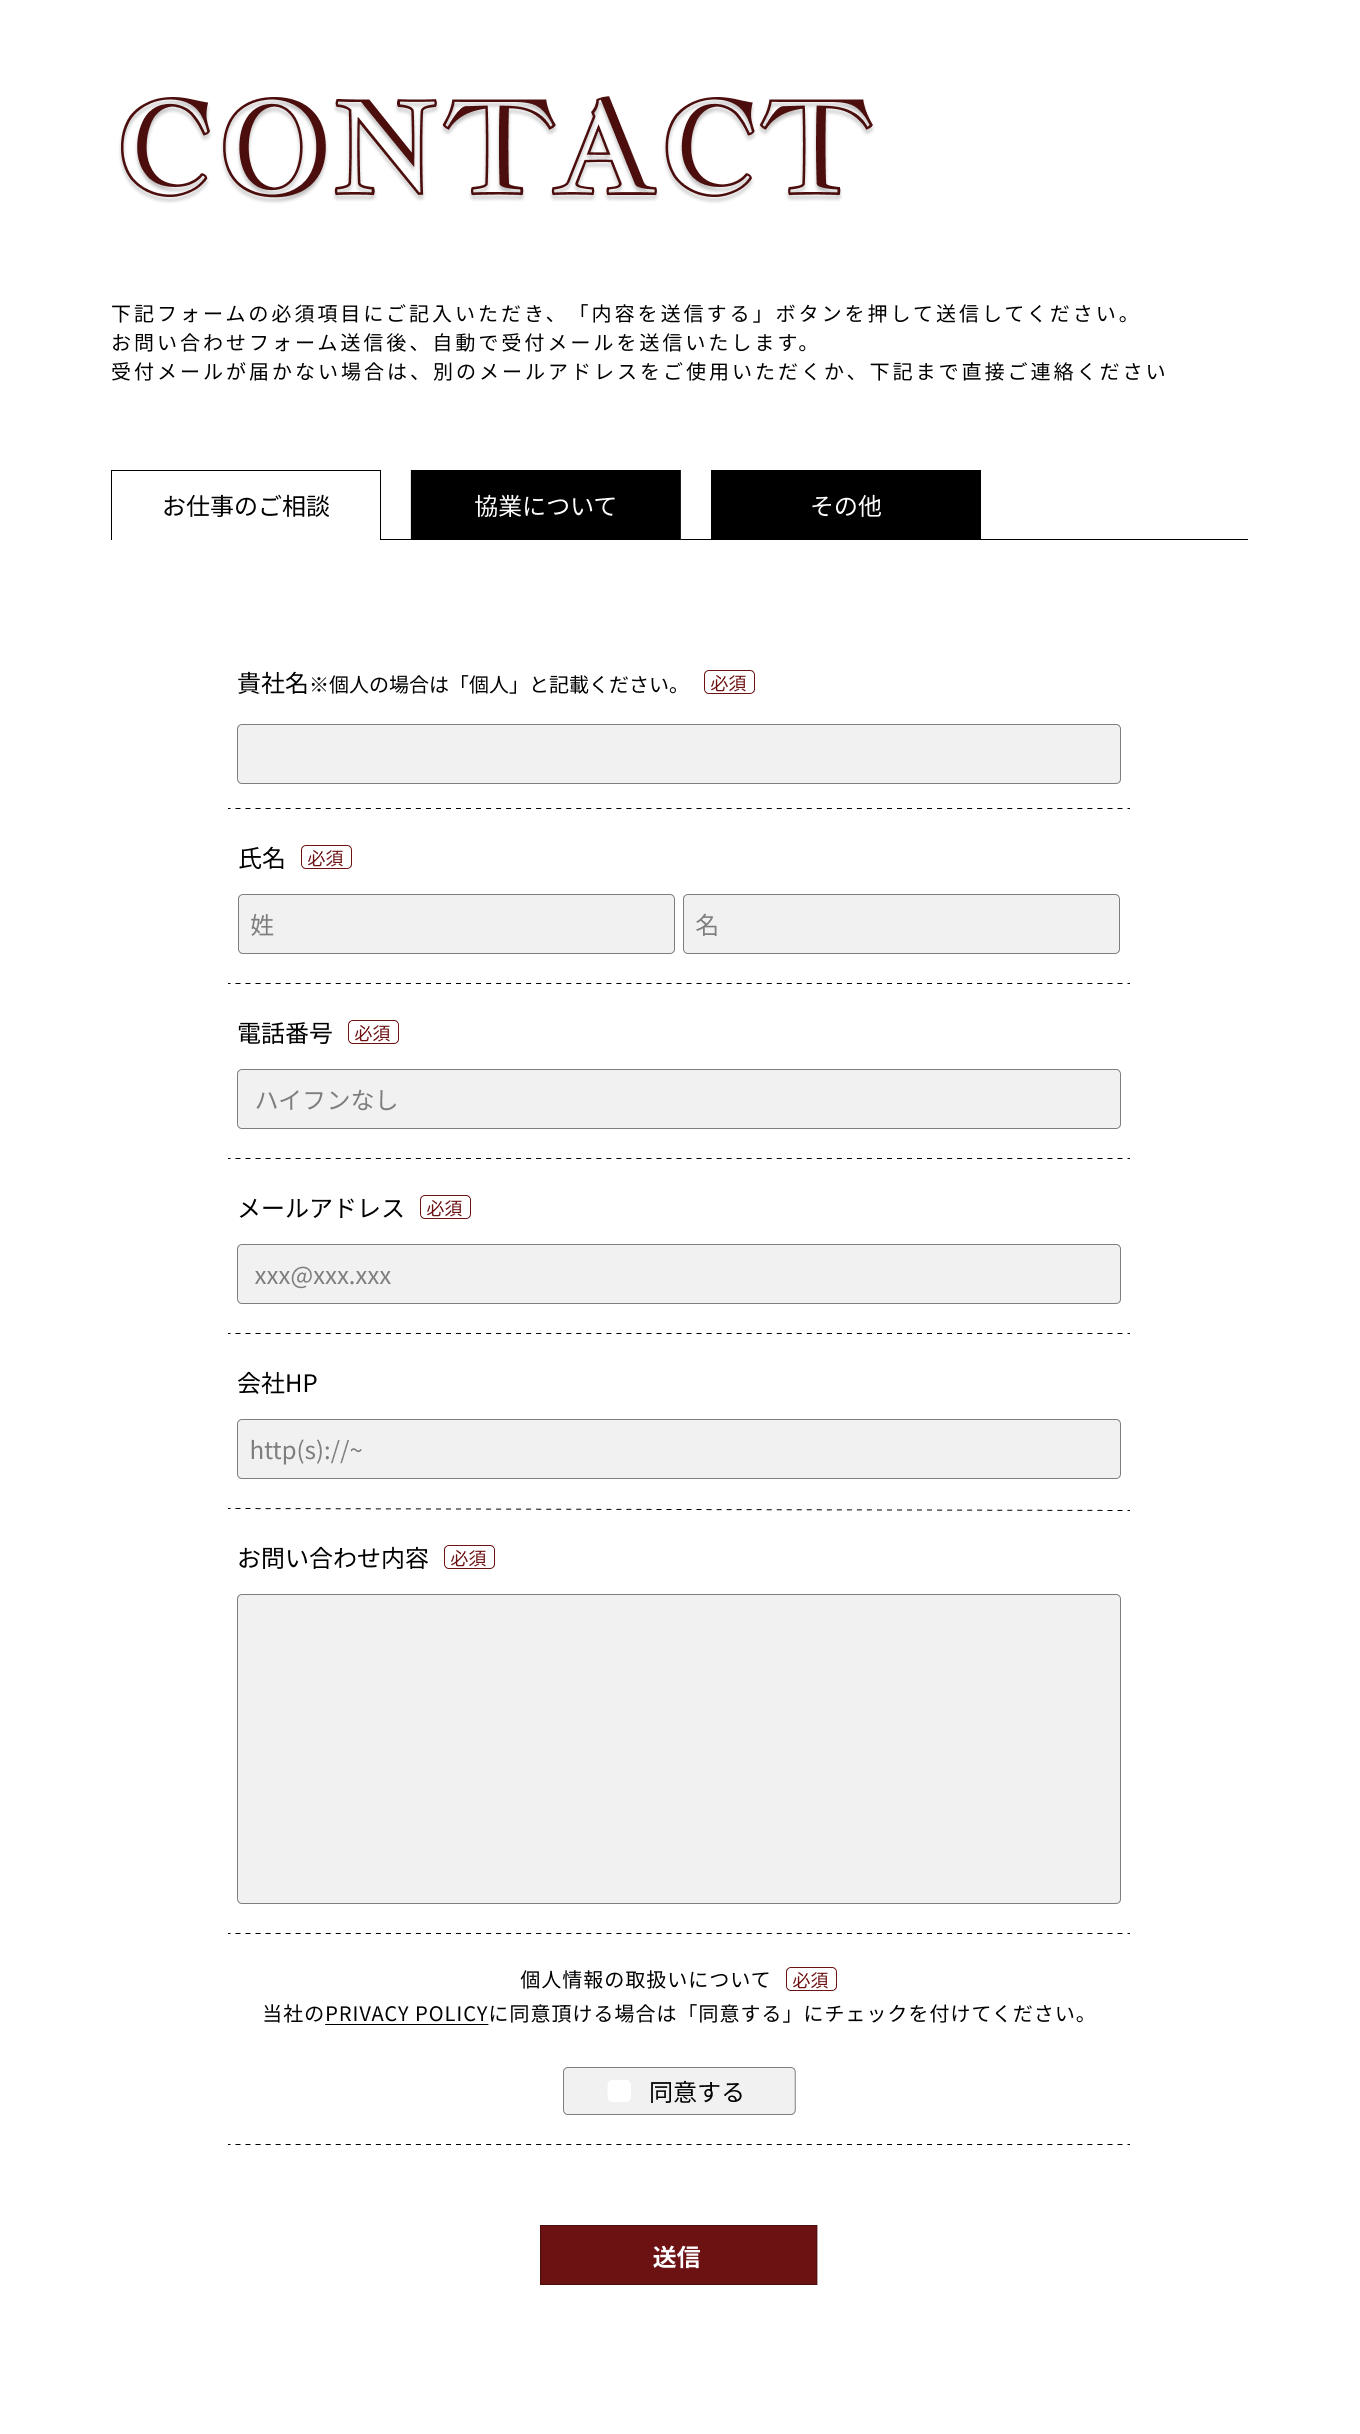 CONTACT
下記フォームの必須項目にご記入いただき、「内容を送信する」ボタンを押して送信してください。
お問い合わせフォーム送信後、自動で受付メールを送信いたします。
受付メールが届かない場合は、別のメールアドレスをご使用いただくか、下記まで直接ご連絡ください
お仕事のご相談 協業について その他
貴社名※個人の場合は「個人」と記載ください。 必須
氏名 必須
姓 名
電話番号 必須
ハイフンなし
メールアドレス 必須
xxx@xxx.xxx
会社HP
http(s)://~
お問い合わせ内容 必須
個人情報の取扱いについて 必須
当社のPRIVACY POLICYに同意頂ける場合は「同意する」にチェックを付けてください。
同意する
送信